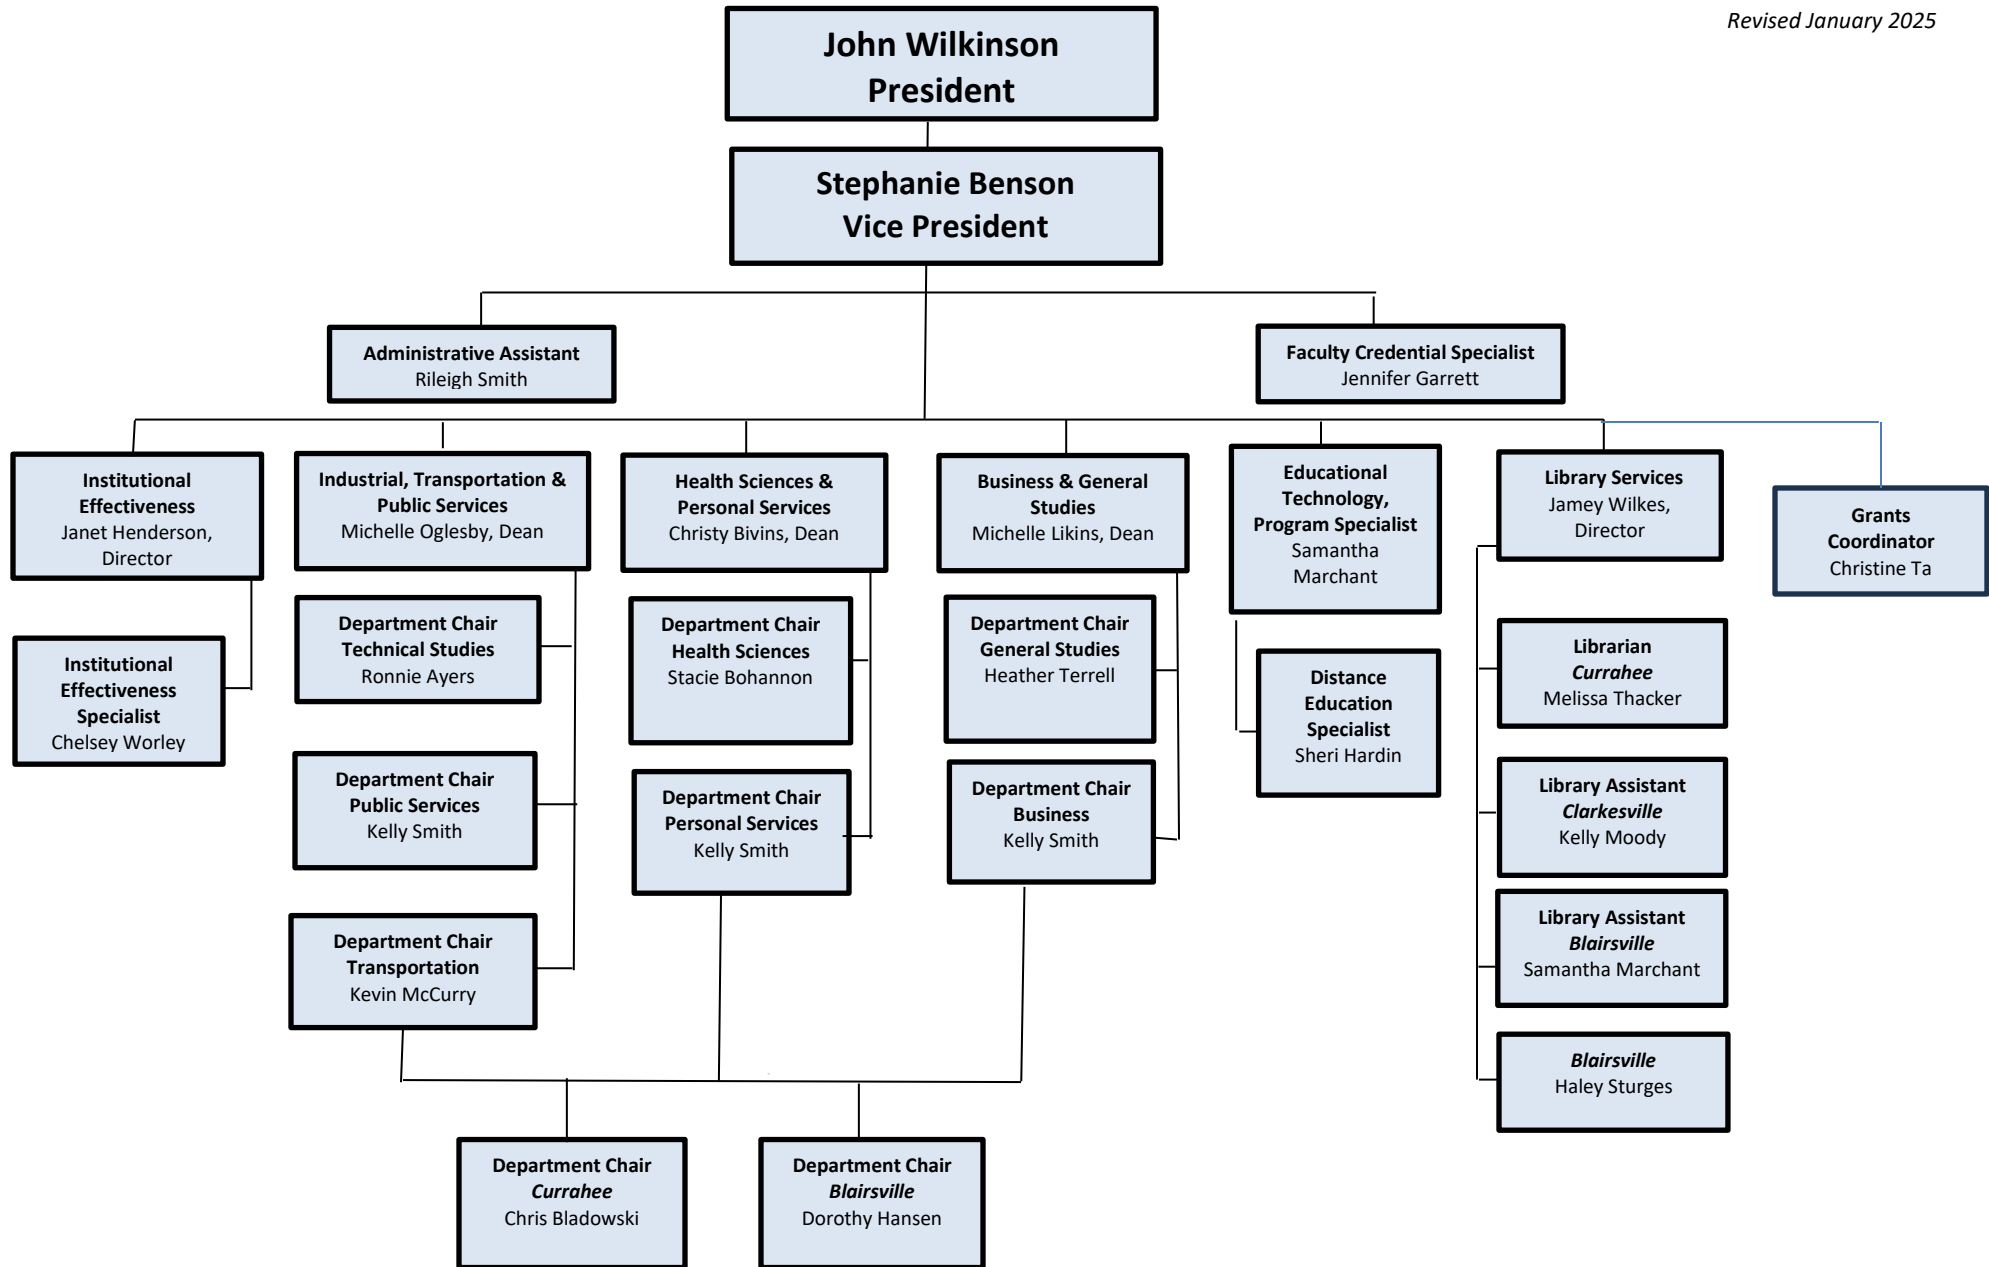 Revised January 2025
John Wilkinson
President
Stephanie Benson
Vice President
Administrative Assistant
Rileigh Smith
Faculty Credential Specialist
Jennifer Garrett
Institutional
Effectiveness
Janet Henderson,
Director
Industrial, Transportation &
Public Services
Michelle Oglesby, Dean
Health Sciences &
Personal Services
Christy Bivins, Dean
Business & General
Studies
Michelle Likins, Dean
Educational
Technology,
Program Specialist
Samantha
Marchant
Library Services
Jamey Wilkes,
Director
Grants
Coordinator
Christine Ta
Institutional
Effectiveness
Specialist
Chelsey Worley
Department Chair
Technical Studies
Ronnie Ayers
Department Chair
Health Sciences
Stacie Bohannon
Department Chair
General Studies
Heather Terrell
Distance
Education
Specialist
Sheri Hardin
Librarian
Currahee
Melissa Thacker
Department Chair
Public Services
Kelly Smith
Department Chair
Personal Services
Kelly Smith
Department Chair
Business
Kelly Smith
Library Assistant
Clarkesville
Kelly Moody
Department Chair
Transportation
Kevin McCurry
Library Assistant
Blairsville
Samantha Marchant
Blairsville
Haley Sturges
Department Chair
Currahee
Chris Bladowski
Department Chair
Blairsville
Dorothy Hansen